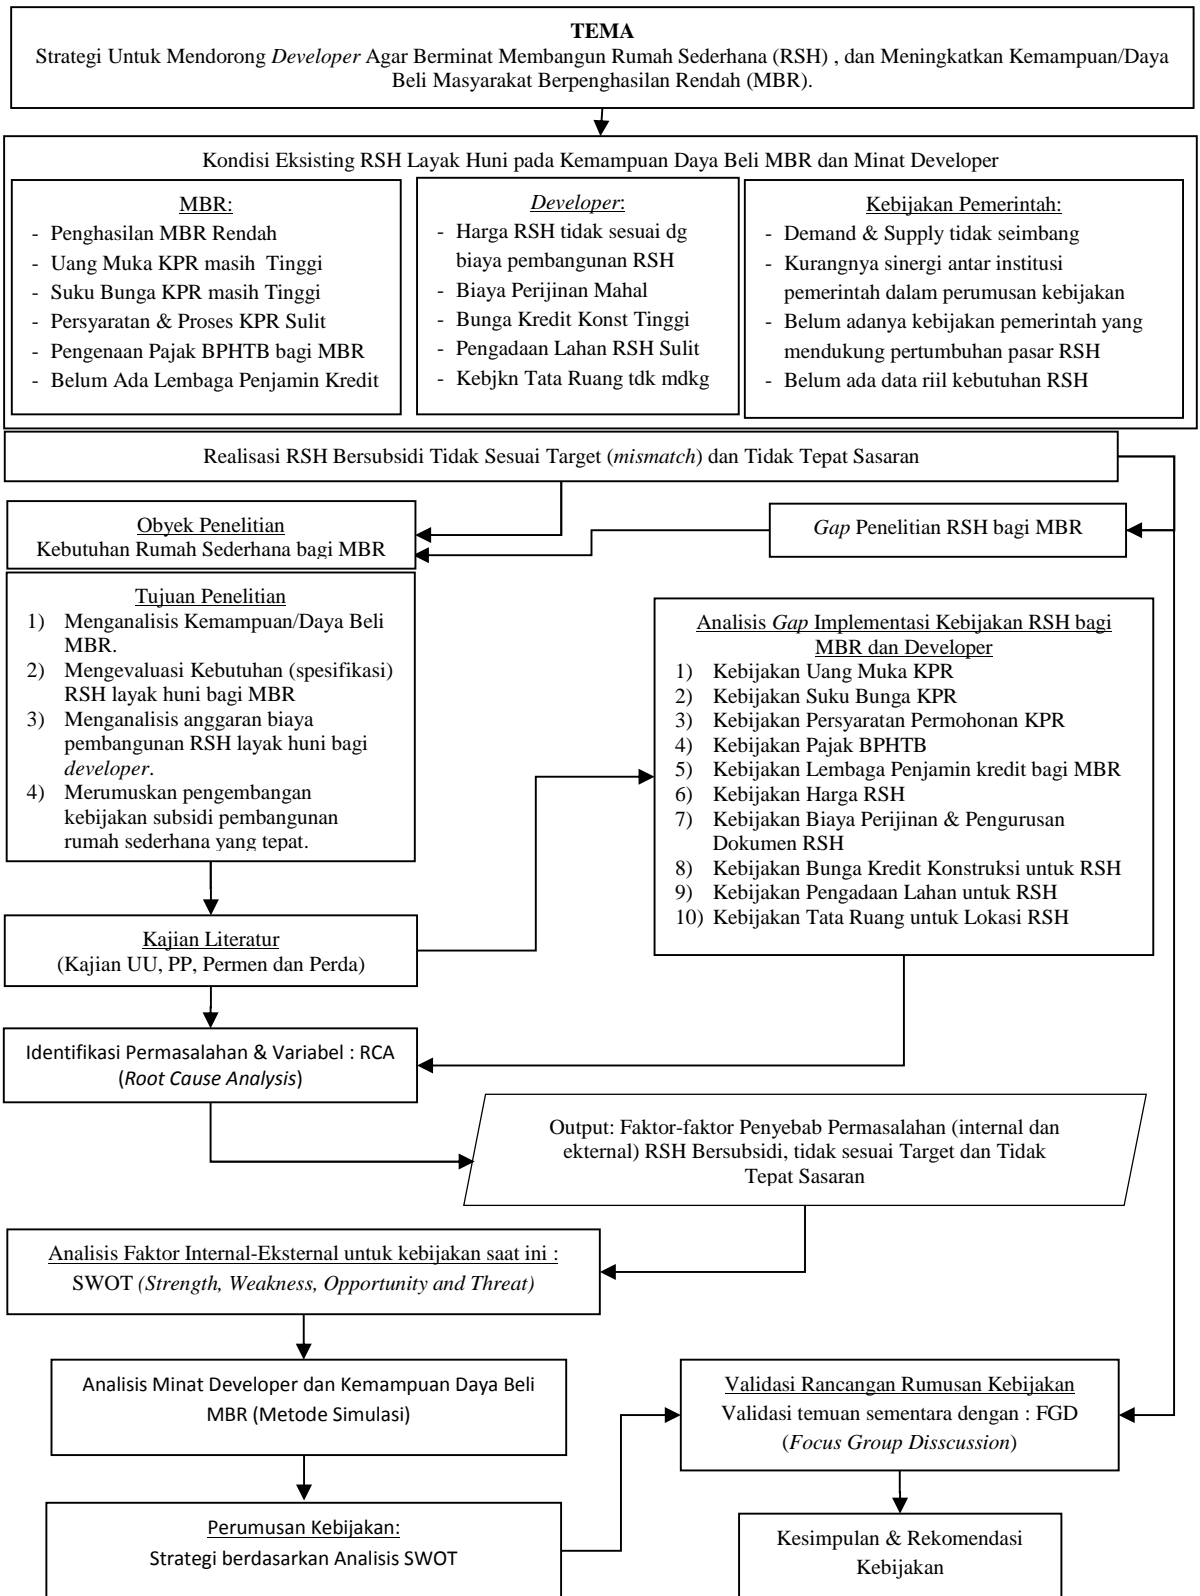 TEMA
Strategi Untuk Mendorong Developer Agar Berminat Membangun Rumah Sederhana (RSH) , dan Meningkatkan Kemampuan/Daya
Beli Masyarakat Berpenghasilan Rendah (MBR).
Kondisi Eksisting RSH Layak Huni pada Kemampuan Daya Beli MBR dan Minat Developer
MBR:
- Penghasilan MBR Rendah
- Uang Muka KPR masih Tinggi
- Suku Bunga KPR masih Tinggi
- Persyaratan & Proses KPR Sulit
- Pengenaan Pajak BPHTB bagi MBR
- Belum Ada Lembaga Penjamin Kredit
Developer:
- Harga RSH tidak sesuai dg
biaya pembangunan RSH
- Biaya Perijinan Mahal
- Bunga Kredit Konst Tinggi
- Pengadaan Lahan RSH Sulit
- Kebjkn Tata Ruang tdk mdkg
Kebijakan Pemerintah:
- Demand & Supply tidak seimbang
- Kurangnya sinergi antar institusi
pemerintah dalam perumusan kebijakan
- Belum adanya kebijakan pemerintah yang
mendukung pertumbuhan pasar RSH
- Belum ada data riil kebutuhan RSH
Realisasi RSH Bersubsidi Tidak Sesuai Target (mismatch) dan Tidak Tepat Sasaran
Obyek Penelitian
Kebutuhan Rumah Sederhana bagi MBR
Gap Penelitian RSH bagi MBR
Tujuan Penelitian
1) Menganalisis Kemampuan/Daya Beli
MBR.
2) Mengevaluasi Kebutuhan (spesifikasi)
RSH layak huni bagi MBR
3) Menganalisis anggaran biaya
pembangunan RSH layak huni bagi
developer.
4) Merumuskan pengembangan
kebijakan subsidi pembangunan
rumah sederhana yang tepat.
Analisis Gap Implementasi Kebijakan RSH bagi
MBR dan Developer
1) Kebijakan Uang Muka KPR
2) Kebijakan Suku Bunga KPR
3) Kebijakan Persyaratan Permohonan KPR
4) Kebijakan Pajak BPHTB
5) Kebijakan Lembaga Penjamin kredit bagi MBR
6) Kebijakan Harga RSH
7) Kebijakan Biaya Perijinan & Pengurusan
Dokumen RSH
8) Kebijakan Bunga Kredit Konstruksi untuk RSH
9) Kebijakan Pengadaan Lahan untuk RSH
10) Kebijakan Tata Ruang untuk Lokasi RSH
Kajian Literatur
(Kajian UU, PP, Permen dan Perda)
Identifikasi Permasalahan & Variabel : RCA
(Root Cause Analysis)
Output: Faktor-faktor Penyebab Permasalahan (internal dan
ekternal) RSH Bersubsidi, tidak sesuai Target dan Tidak
Tepat Sasaran
Analisis Faktor Internal-Eksternal untuk kebijakan saat ini :
SWOT (Strength, Weakness, Opportunity and Threat)
Analisis Minat Developer dan Kemampuan Daya Beli
MBR (Metode Simulasi)
Validasi Rancangan Rumusan Kebijakan
Validasi temuan sementara dengan : FGD
(Focus Group Disscussion)
Perumusan Kebijakan:
Strategi berdasarkan Analisis SWOT
Kesimpulan & Rekomendasi
Kebijakan